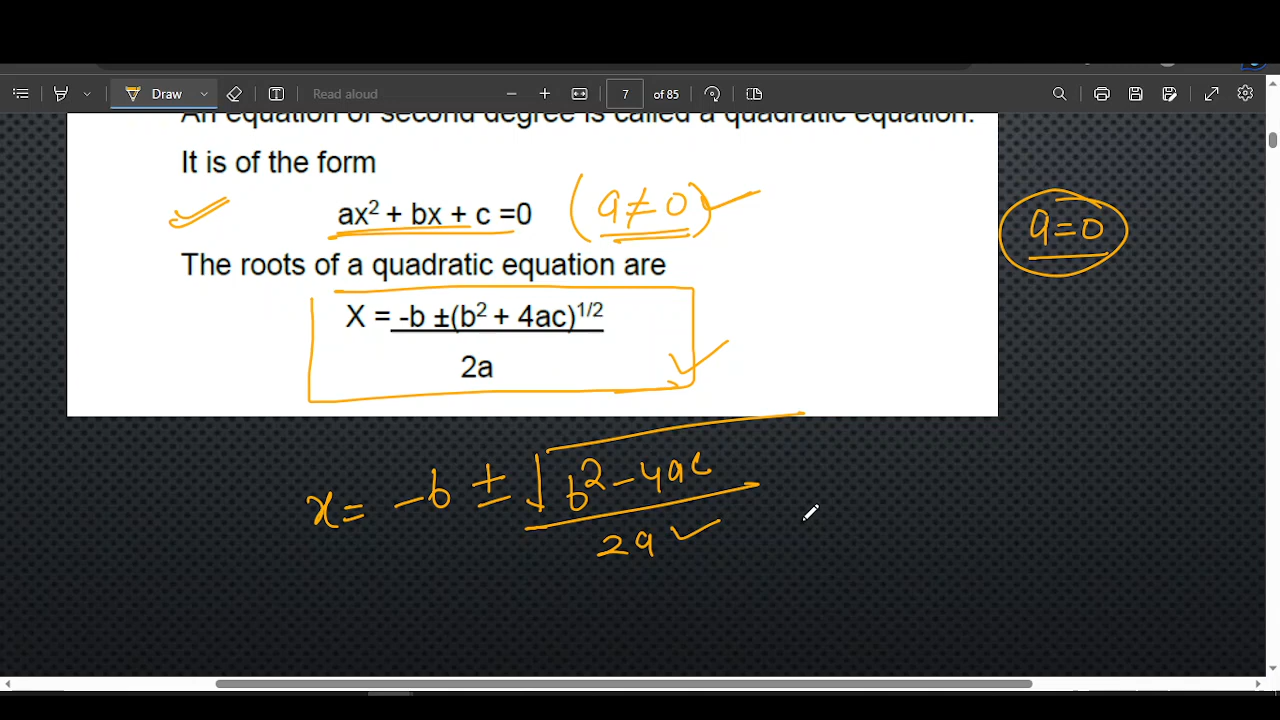 Draw
Read aloud
7 of 85
An equation of second degree is called a quadratic equation.
It is of the form
ax² + bx + c =0 (a≠0)
a=0
The roots of a quadratic equation are
X = -b ±(b² + 4ac)^1/2
2a
x= -b ± √b²-4ac
2a